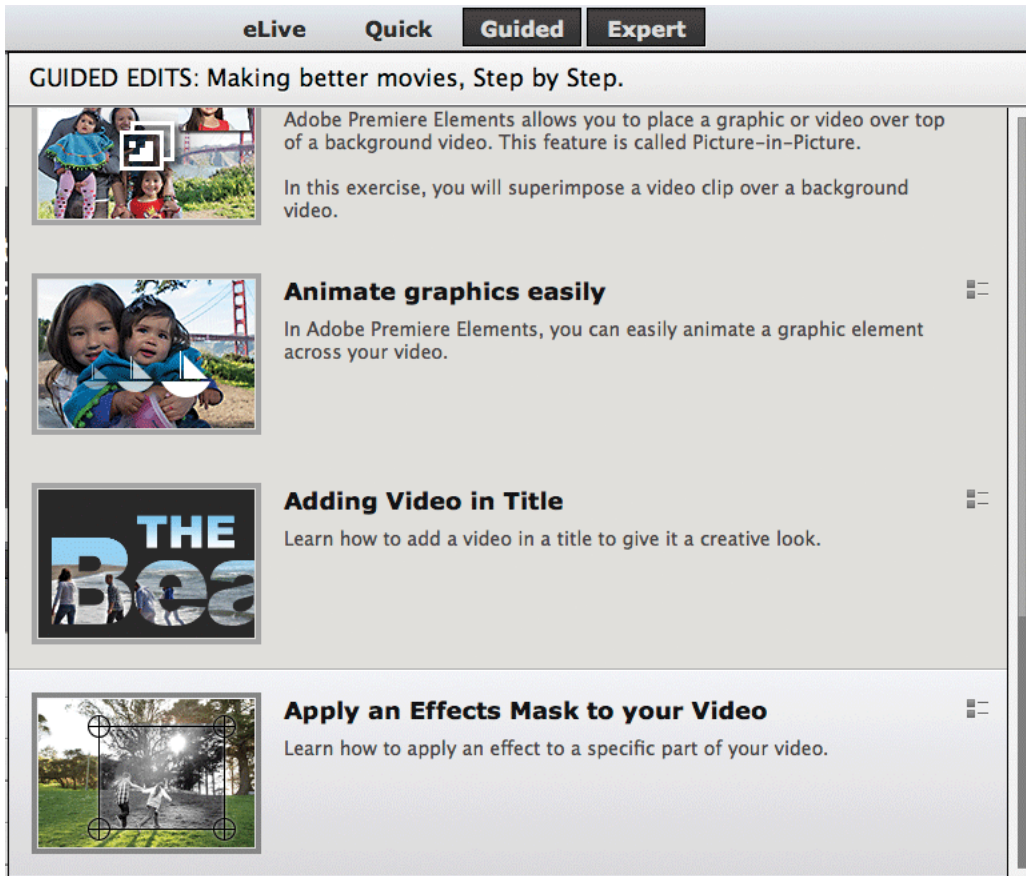 eLive Quick Guided Expert
GUIDED EDITS: Making better movies, Step by Step.
Adobe Premiere Elements allows you to place a graphic or video over top
of a background video. This feature is called Picture-in-Picture.
In this exercise, you will superimpose a video clip over a background
video.
Animate graphics easily
In Adobe Premiere Elements, you can easily animate a graphic element
across your video.
Adding Video in Title
Learn how to add a video in a title to give it a creative look.
THE
Bea
Apply an Effects Mask to your Video
Learn how to apply an effect to a specific part of your video.